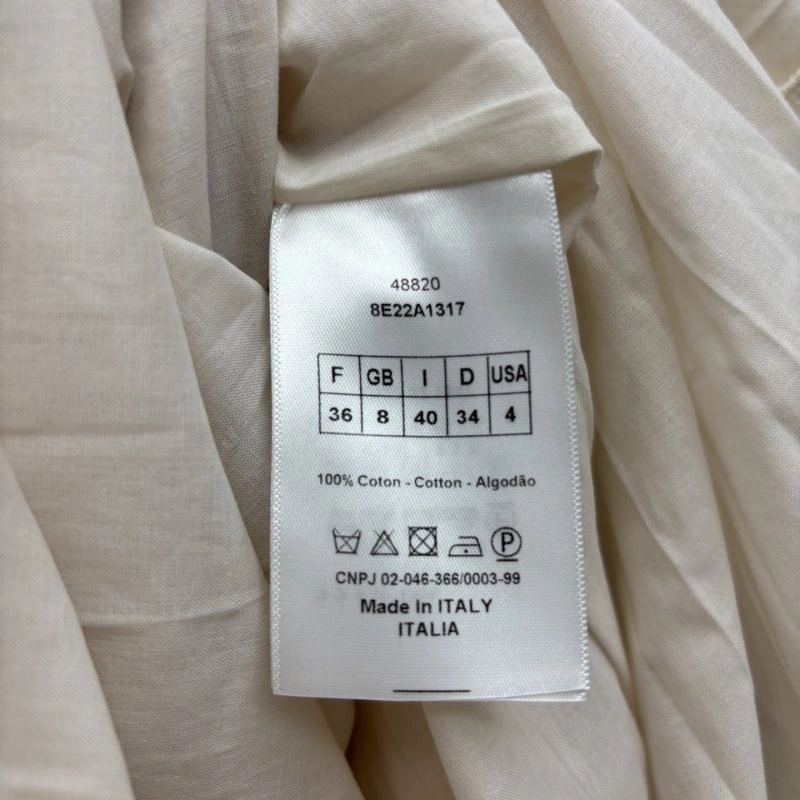 48820
8E22A1317
F GB I D USA
36 8 40 34 4
100% Coton - Cotton - Algodão
P
CNPJ 02-046-366/0003-99
Made In ITALY
ITALIA